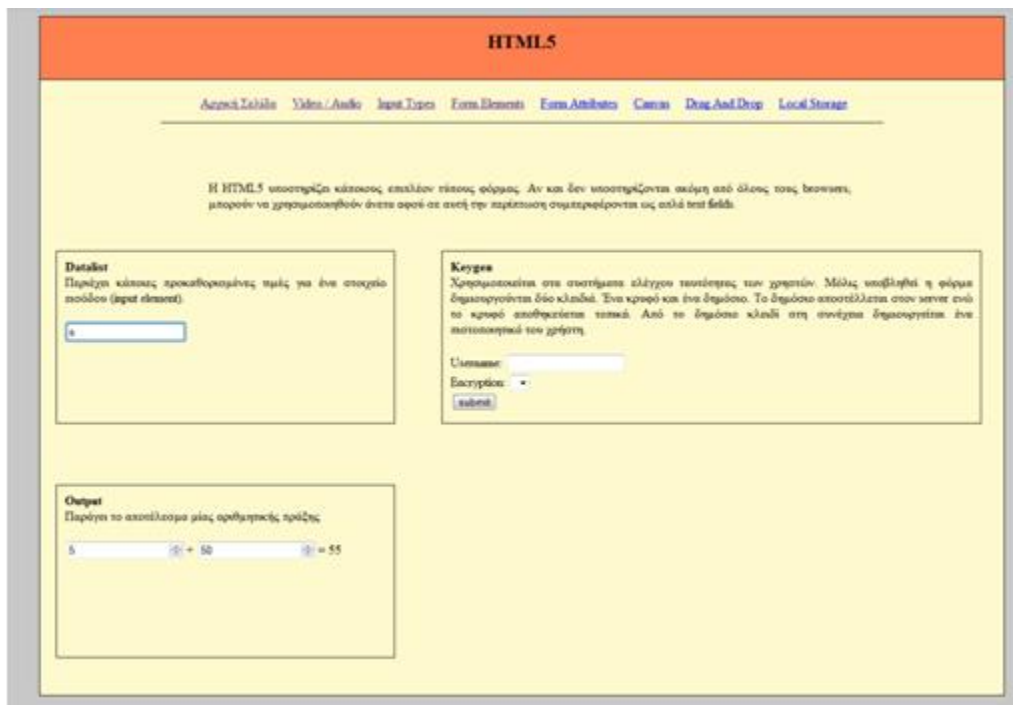 HTML5
Αρχική Σελίδα Video / Audio Input Types Form Elements Form Attributes Canvas Drag And Drop Local Storage
Η HTML5 υποστηρίζει κάποιους επιπλέον τύπους φόρμας. Αν και δεν υποστηρίζονται ακόμη από όλους τους browsers,
μπορούν να χρησιμοποιηθούν άνετα αφού σε αυτή την περίπτωση συμπεριφέρονται ως απλά text fields.
Datalist
Περιέχει κάποιες προκαθορισμένες τιμές για ένα στοιχείο
εισόδου (input element).
Keygen
Χρησιμοποιείται στα συστήματα ελέγχου ταυτότητας των χρηστών. Μόλις υποβληθεί η φόρμα
δημιουργούνται δύο κλειδιά. Ένα κρυφό και ένα δημόσιο. Το δημόσιο αποστέλλεται στον server ενώ
το κρυφό αποθηκεύεται τοπικά. Από το δημόσιο κλειδί στη συνέχεια δημιουργείται ένα
πιστοποιητικό του χρήστη.
Username:
Encryption:
submit
Output
Παράγει το αποτέλεσμα μίας αριθμητικής πράξης
5 + 50 = 55